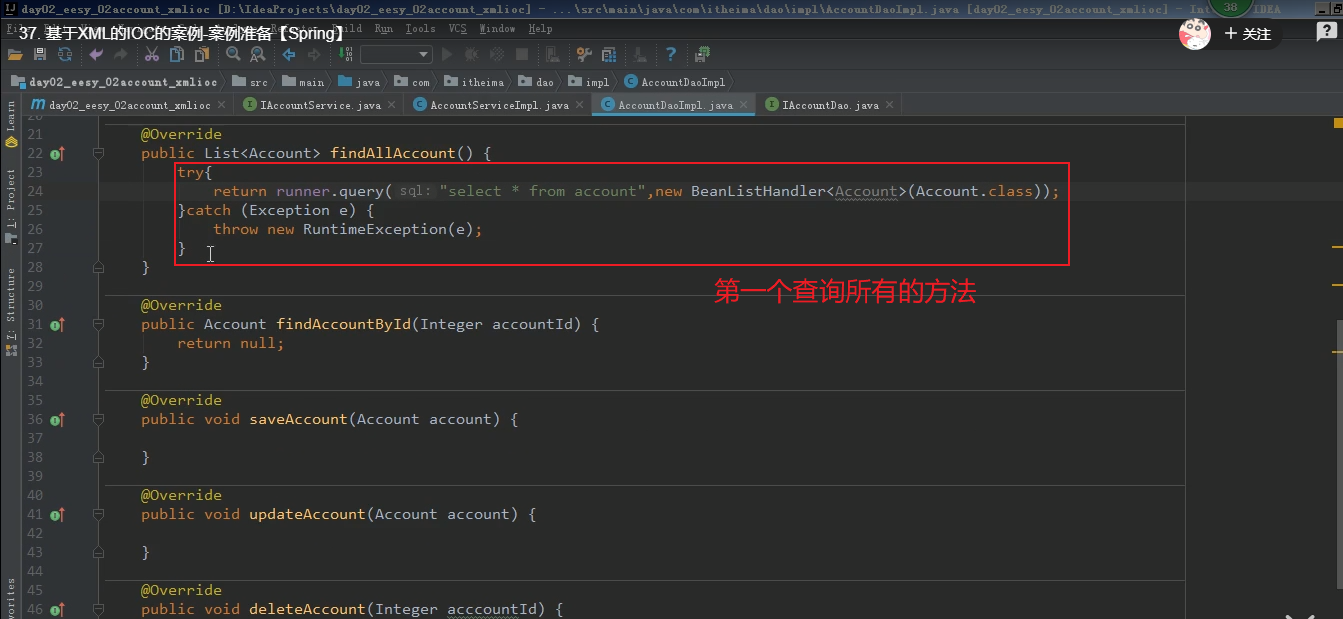 day02_eesy_02account_xmlioc [D:\IdeaProjects\day02_eesy_02account_xmlioc] - ...\src\main\java\com\itheima\dao\impl\AccountDaoImpl.java [day02_eesy_02account_xmlioc] - IDEA
38
37. 基于XML的IOC的案例-案例准备【Spring】
Run Tools VCS Window Help
+ 关注
?
day02_eesy_02account_xmlioc src main java com itheima dao impl AccountDaoImpl
day02_eesy_02account_xmlioc × IAccountService.java × AccountServiceImpl.java × AccountDaoImpl.java × IAccountDao.java ×
Learn
1: Project
7: Structure
vorites
20
21 @Override
22 public List<Account> findAllAccount() {
23 try{
24 return runner.query( sql: "select * from account",new BeanListHandler<Account>(Account.class));
25 }catch (Exception e) {
26 throw new RuntimeException(e);
27 }
28 }
第一个查询所有的方法
29
30 @Override
31 public Account findAccountById(Integer accountId) {
32 return null;
33 }
34
35 @Override
36 public void saveAccount(Account account) {
37
38 }
39
40 @Override
41 public void updateAccount(Account account) {
42
43 }
44
45 @Override
46 public void deleteAccount(Integer acccountId) {